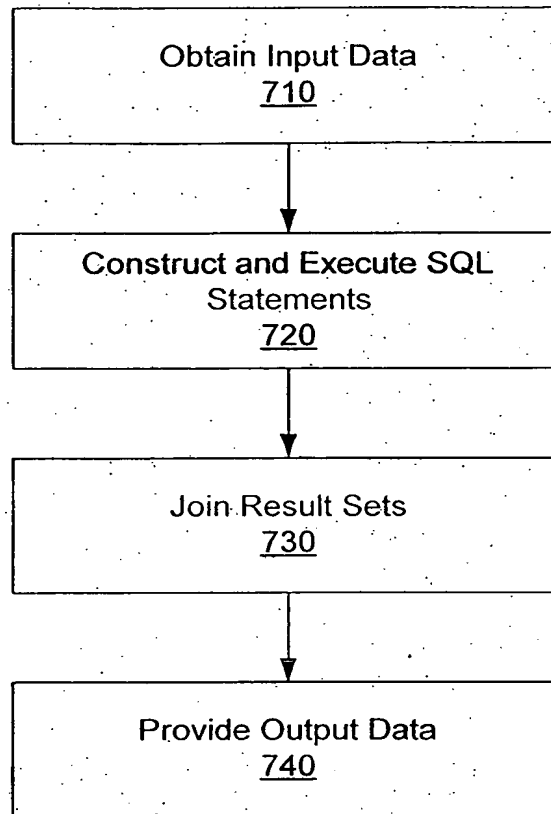 Obtain Input Data
710
Construct and Execute SQL
Statements
720
Join Result Sets
730
Provide Output Data
740